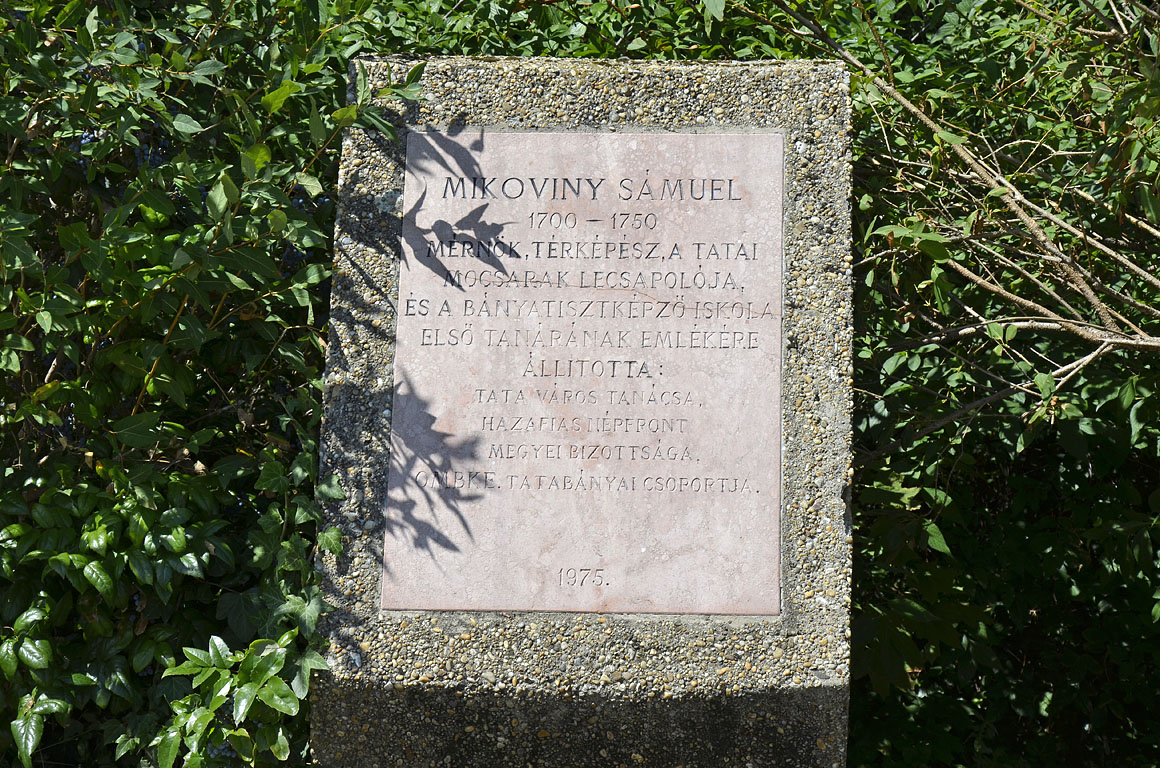 MIKOVINY SÁMUEL
1700 – 1750
MÉRNÖK, TÉRKÉPÉSZ, A TATAI
MOCSARAK LECSAPOLÓJA,
ÉS A BÁNYATISZTKÉPZŐ ISKOLA
ELSŐ TANÁRÁNAK EMLÉKÉRE
ÁLLITOTTA:
TATA VÁROS TANÁCSA,
HAZAFIAS NÉPFRONT
MEGYEI BIZOTTSÁGA,
OMBKE. TATABÁNYAI CSOPORTJA.
1975.